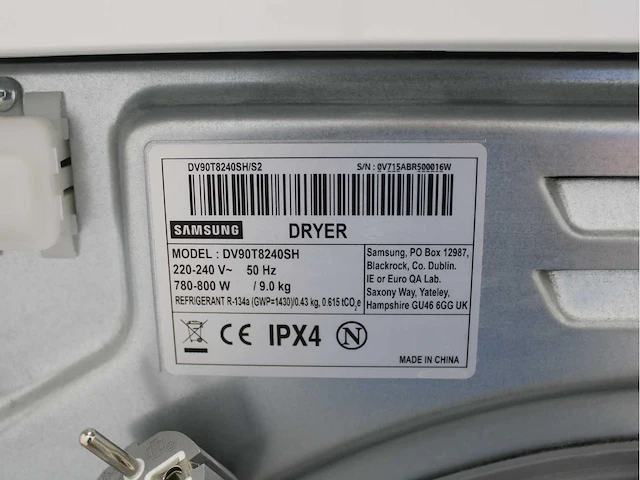 DV90T8240SH/S2
S/N : 0V715ABR500016W
SAMSUNG DRYER
MODEL : DV90T8240SH
220-240 V~ 50 Hz
780-800 W / 9.0 kg
REFRIGERANT R-134a (GWP=1430)/0.43 kg, 0.615 tCO₂e
Samsung, PO Box 12987,
Blackrock, Co. Dublin.
IE or Euro QA Lab.
Saxony Way, Yateley,
Hampshire GU46 6GG UK
CE IPX4 N
MADE IN CHINA